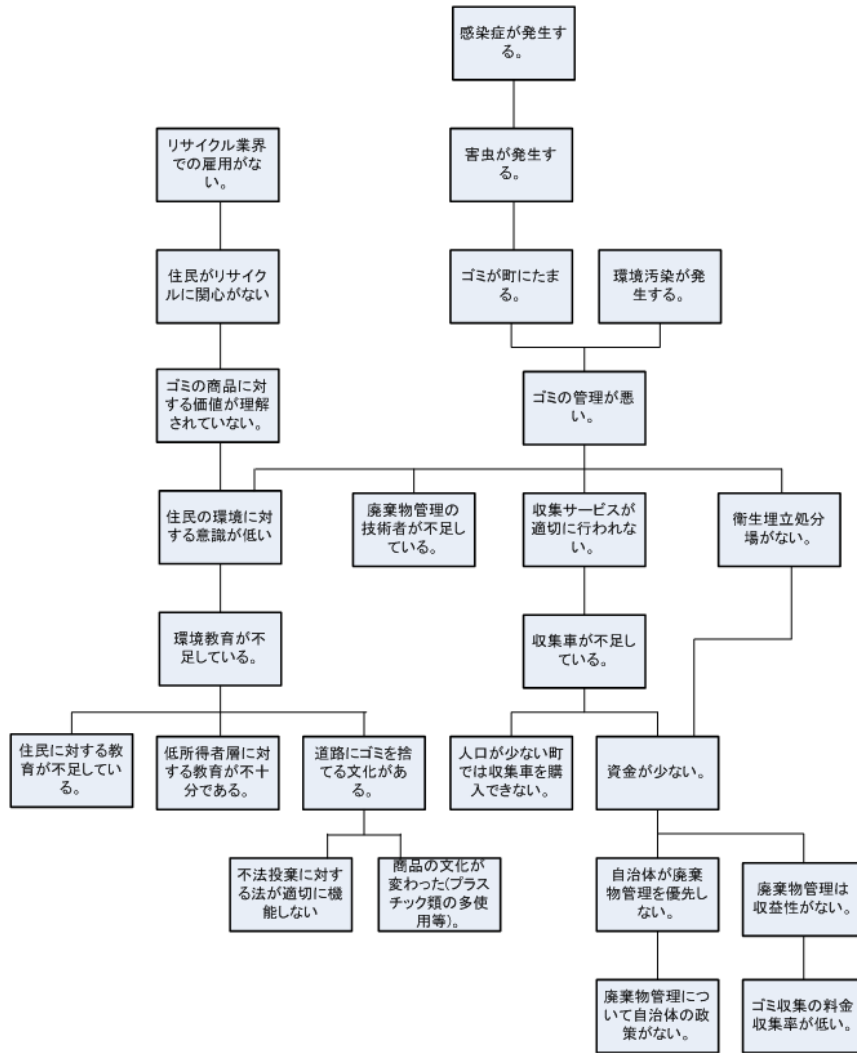 感染症が発生す
る。
リサイクル業界
での雇用がな
い。
害虫が発生す
る。
住民がリサイク
ルに関心がない
ゴミが町にたま
る。
環境汚染が発
生する。
ゴミの商品に対
する価値が理解
されていない。
ゴミの管理が悪
い。
住民の環境に対
する意識が低い
廃棄物管理の
技術者が不足し
ている。
収集サービスが
適切に行われな
い。
衛生埋立処分
場がない。
環境教育が不
足している。
収集車が不足し
ている。
住民に対する教
育が不足してい
る。
低所得者層に対
する教育が不十
分である。
道路にゴミを捨
てる文化がある。
人口が少ない町
では収集車を購
入できない。
資金が少ない。
不法投棄に対す
る法が適切に機
能しない
商品の文化が
変わった(プラス
チック類の多使
用等)。
自治体が廃棄
物管理を優先し
ない。
廃棄物管理は
収益性がない。
廃棄物管理につ
いて自治体の政
策がない。
ゴミ収集の料金
収集率が低い。